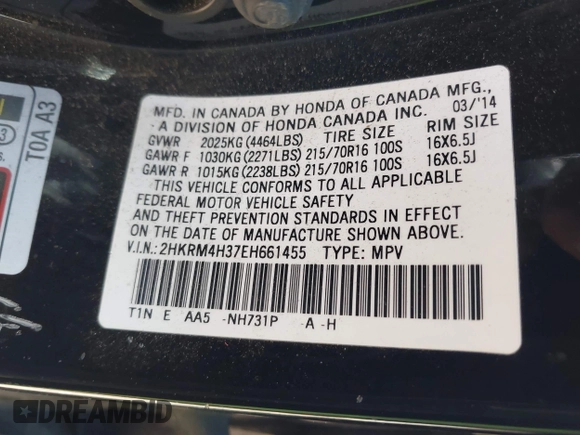 MFD. IN CANADA BY HONDA OF CANADA MFG.,
A DIVISION OF HONDA CANADA INC. 03/'14
GVWR 2025KG(4464LBS) TIRE SIZE RIM SIZE
GAWR F 1030KG(2271LBS) 215/70R16 100S 16X6.5J
GAWR R 1015KG(2238LBS) 215/70R16 100S 16X6.5J
THIS VEHICLE CONFORMS TO ALL APPLICABLE
FEDERAL MOTOR VEHICLE SAFETY
AND THEFT PREVENTION STANDARDS IN EFFECT
ON THE DATE OF MANUFACTURE SHOWN ABOVE.
V.I.N.: 2HKRM4H37EH661455 TYPE: MPV
T1N E AA5 -NH731P -A -H
T0A A3
DREAMBID